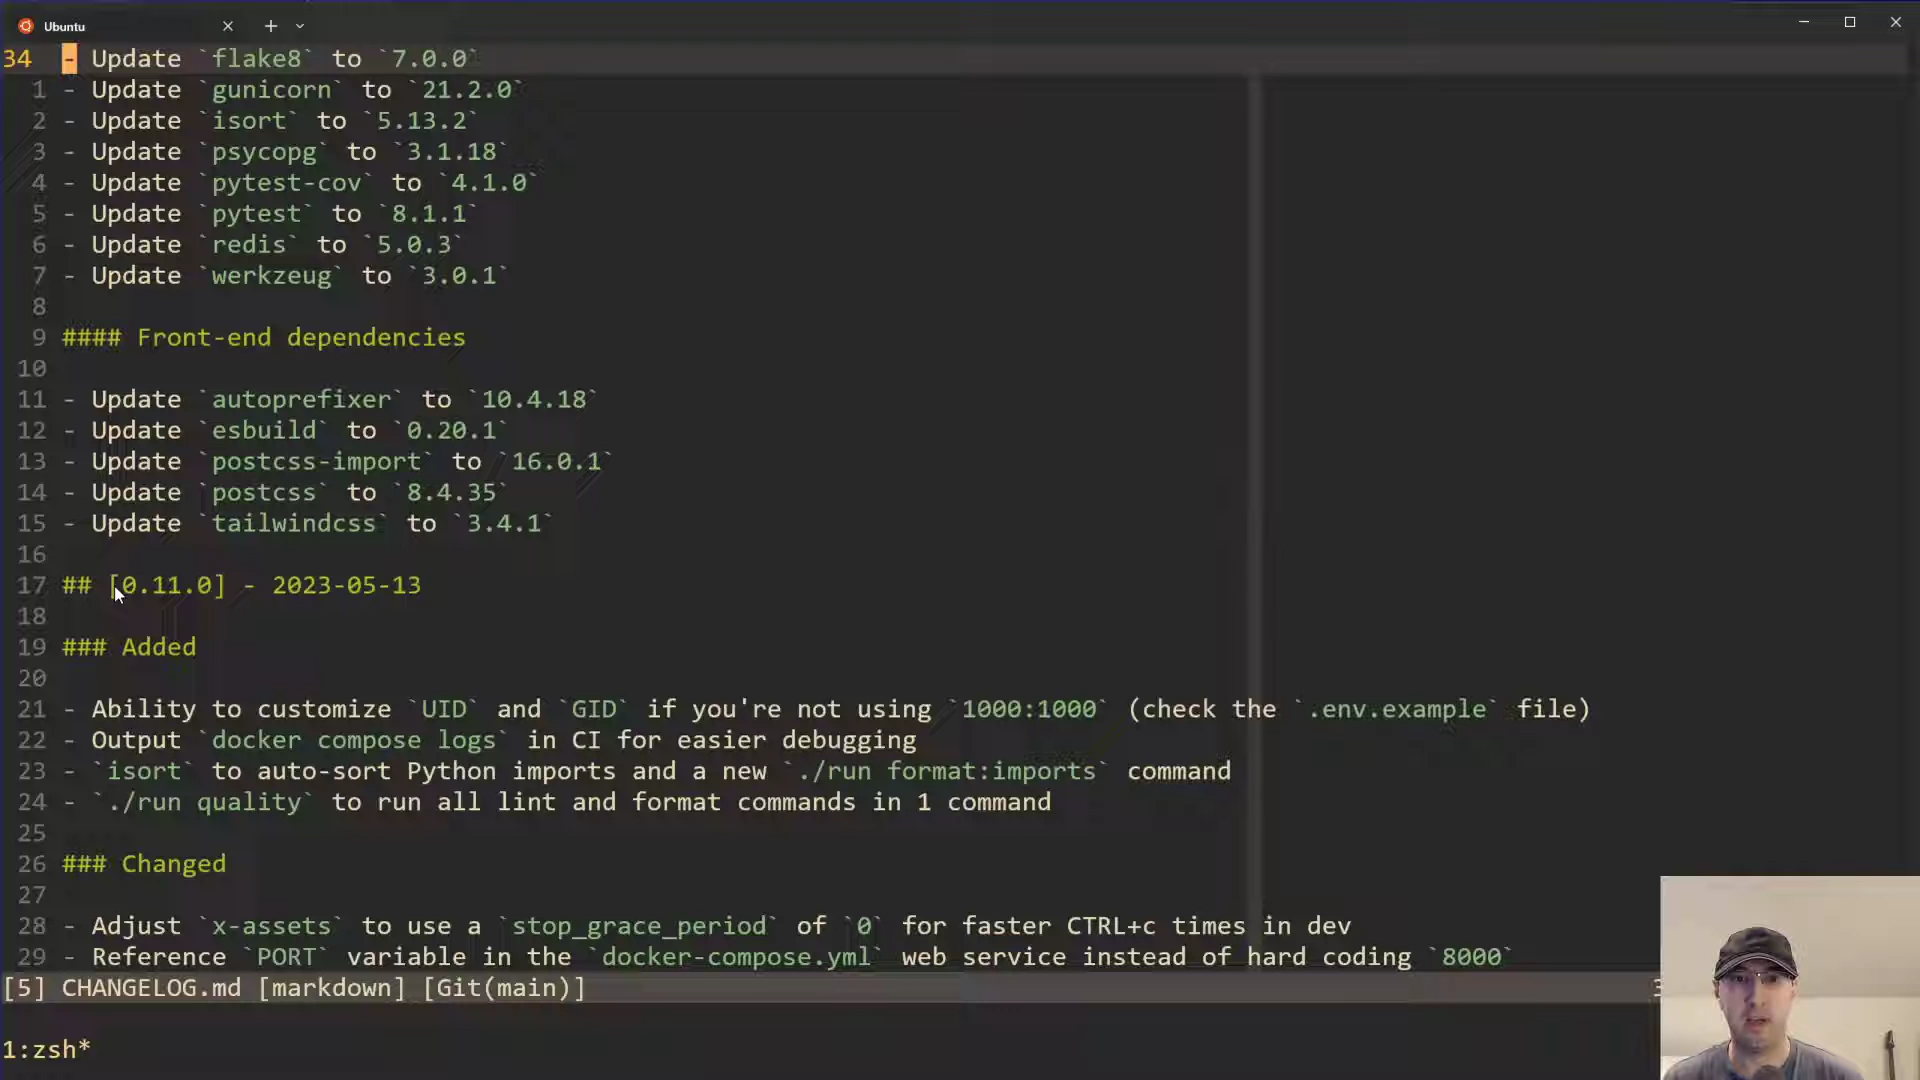 Ubuntu
34 - Update `flake8` to `7.0.0`
1 - Update `gunicorn` to `21.2.0`
2 - Update `isort` to `5.13.2`
3 - Update `psycopg` to `3.1.18`
4 - Update `pytest-cov` to `4.1.0`
5 - Update `pytest` to `8.1.1`
6 - Update `redis` to `5.0.3`
7 - Update `werkzeug` to `3.0.1`
8
9 #### Front-end dependencies
10
11 - Update `autoprefixer` to `10.4.18`
12 - Update `esbuild` to `0.20.1`
13 - Update `postcss-import` to `16.0.1`
14 - Update `postcss` to `8.4.35`
15 - Update `tailwindcss` to `3.4.1`
16
17 ## [0.11.0] - 2023-05-13
18
19 ### Added
20
21 - Ability to customize `UID` and `GID` if you're not using `1000:1000` (check the `.env.example` file)
22 - Output `docker compose logs` in CI for easier debugging
23 - `isort` to auto-sort Python imports and a new `./run format:imports` command
24 - `./run quality` to run all lint and format commands in 1 command
25
26 ### Changed
27
28 - Adjust `x-assets` to use a `stop_grace_period` of `0` for faster CTRL+c times in dev
29 - Reference `PORT` variable in the `docker-compose.yml` web service instead of hard coding `8000`
[5] CHANGELOG.md [markdown] [Git(main)]
1:zsh*